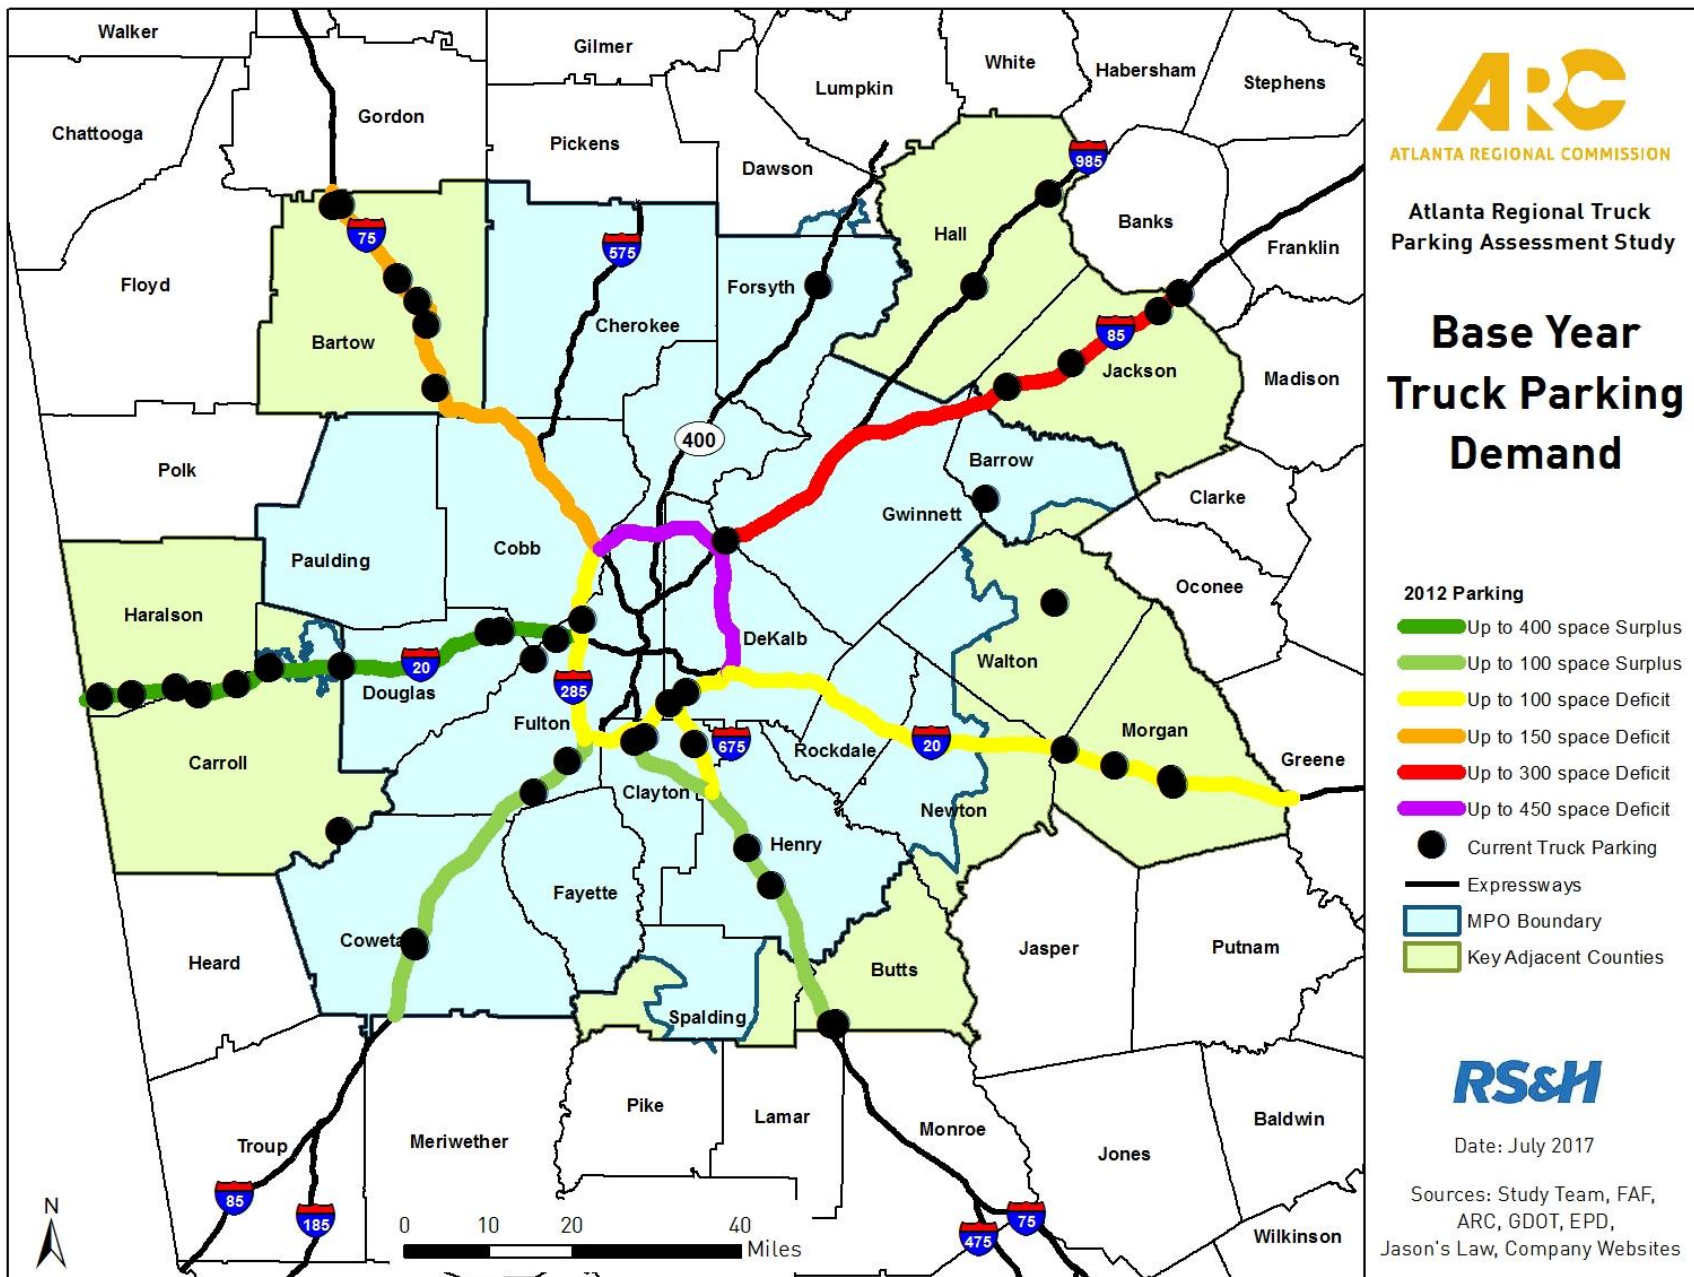 Walker
Gilmer
White
Habersham
Stephens
Lumpkin
Gordon
Chattooga
Pickens
Dawson
985
Banks
Hall
75
575
Franklin
Floyd
Forsyth
Cherokee
Bartow
85
Jackson
Madison
400
Polk
Barrow
Clarke
Gwinnett
Cobb
Paulding
Oconee
Haralson
DeKalb
Walton
20
Douglas
285
Fulton
Morgan
675
20
Rockdale
Greene
Carroll
Clayton
Newton
Henry
Fayette
Coweta
Jasper
Putnam
Heard
Butts
Spalding
Pike
Lamar
Baldwin
Monroe
Troup
Meriwether
Jones
85
185
75
475
Wilkinson
N
0 10 20 40
Miles
ARC
ATLANTA REGIONAL COMMISSION
Atlanta Regional Truck
Parking Assessment Study
Base Year
Truck Parking
Demand
2012 Parking
Up to 400 space Surplus
Up to 100 space Surplus
Up to 100 space Deficit
Up to 150 space Deficit
Up to 300 space Deficit
Up to 450 space Deficit
Current Truck Parking
Expressways
MPO Boundary
Key Adjacent Counties
RS&H
Date: July 2017
Sources: Study Team, FAF,
ARC, GDOT, EPD,
Jason's Law, Company Websites